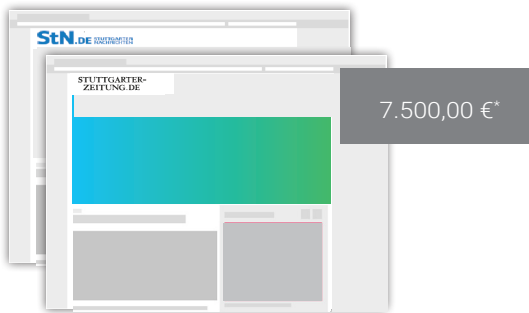 StN.DE STUTTGARTER
NACHRICHTEN
STUTTGARTER-
ZEITUNG.DE
7.500,00 €*